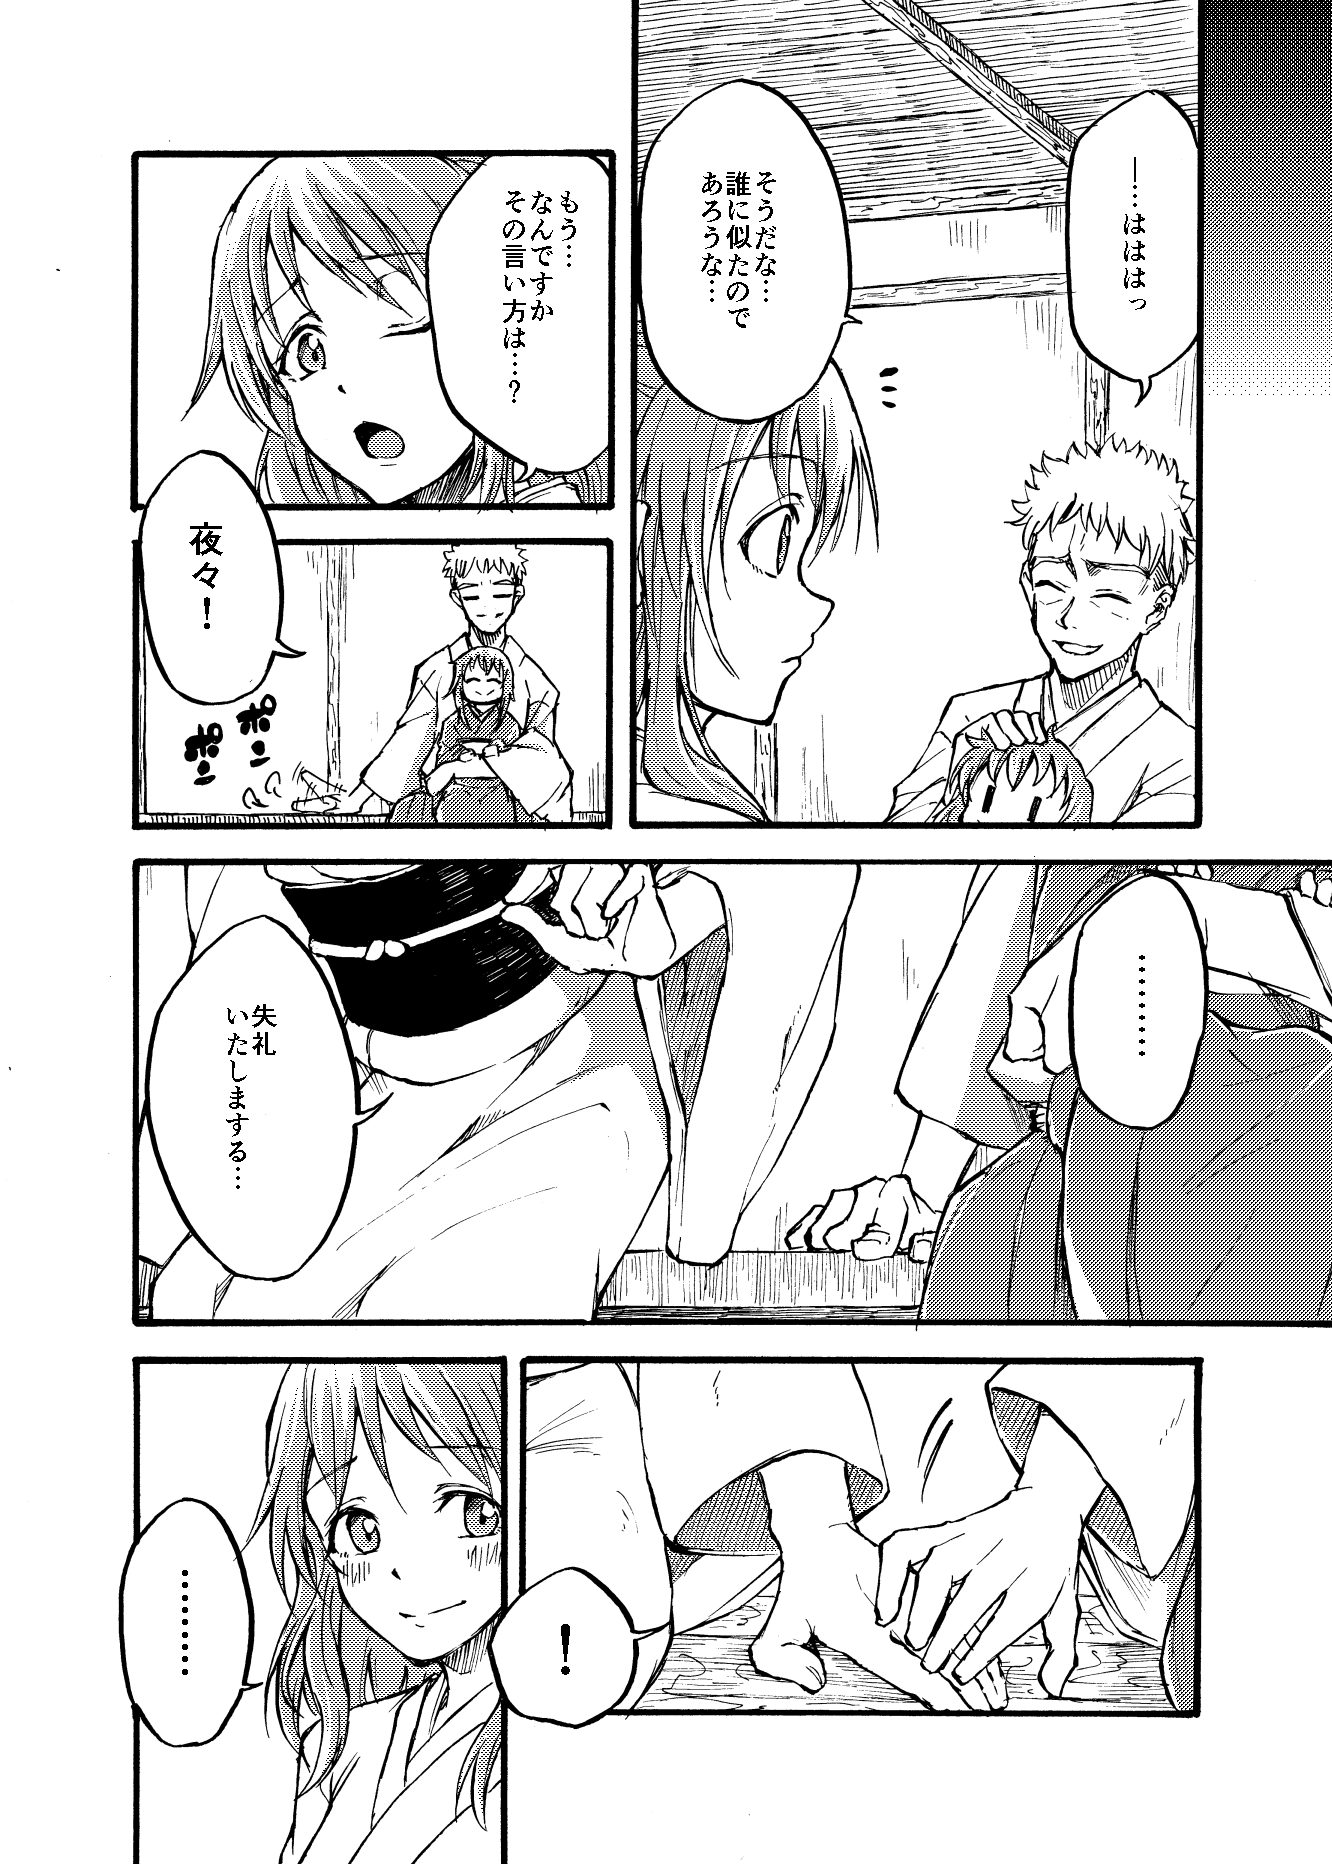 ―…はははっ
そうだな…
誰に似たので
あろうな…
もう…
なんですか
その言い方は…?
夜々！
ポン
ポン
………
失礼
いたしまする…
！
………